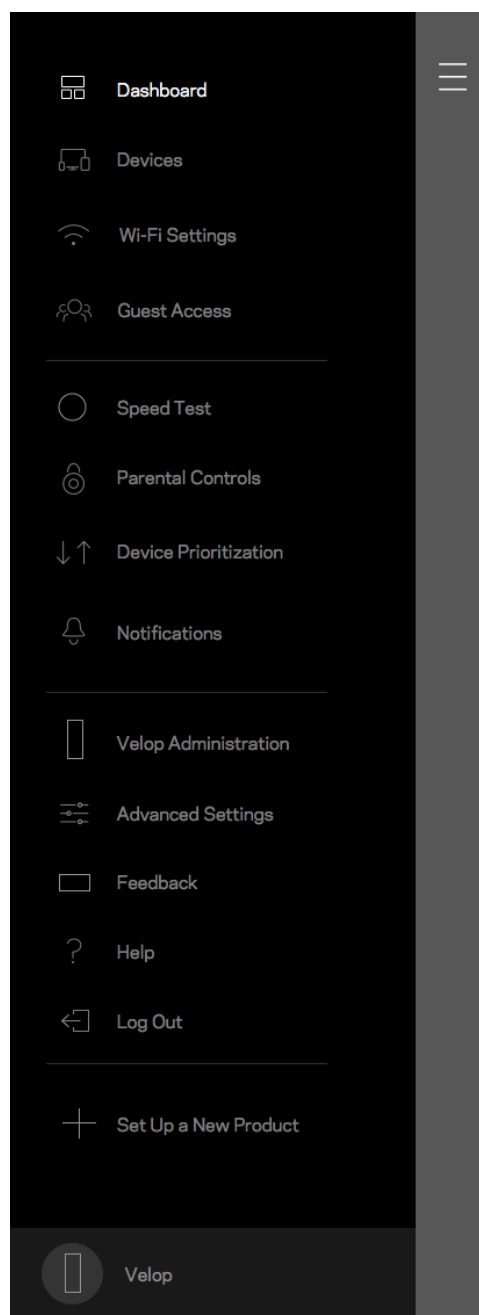 Dashboard
Devices
Wi-Fi Settings
Guest Access
Speed Test
Parental Controls
Device Prioritization
Notifications
Velop Administration
Advanced Settings
Feedback
Help
Log Out
Set Up a New Product
Velop